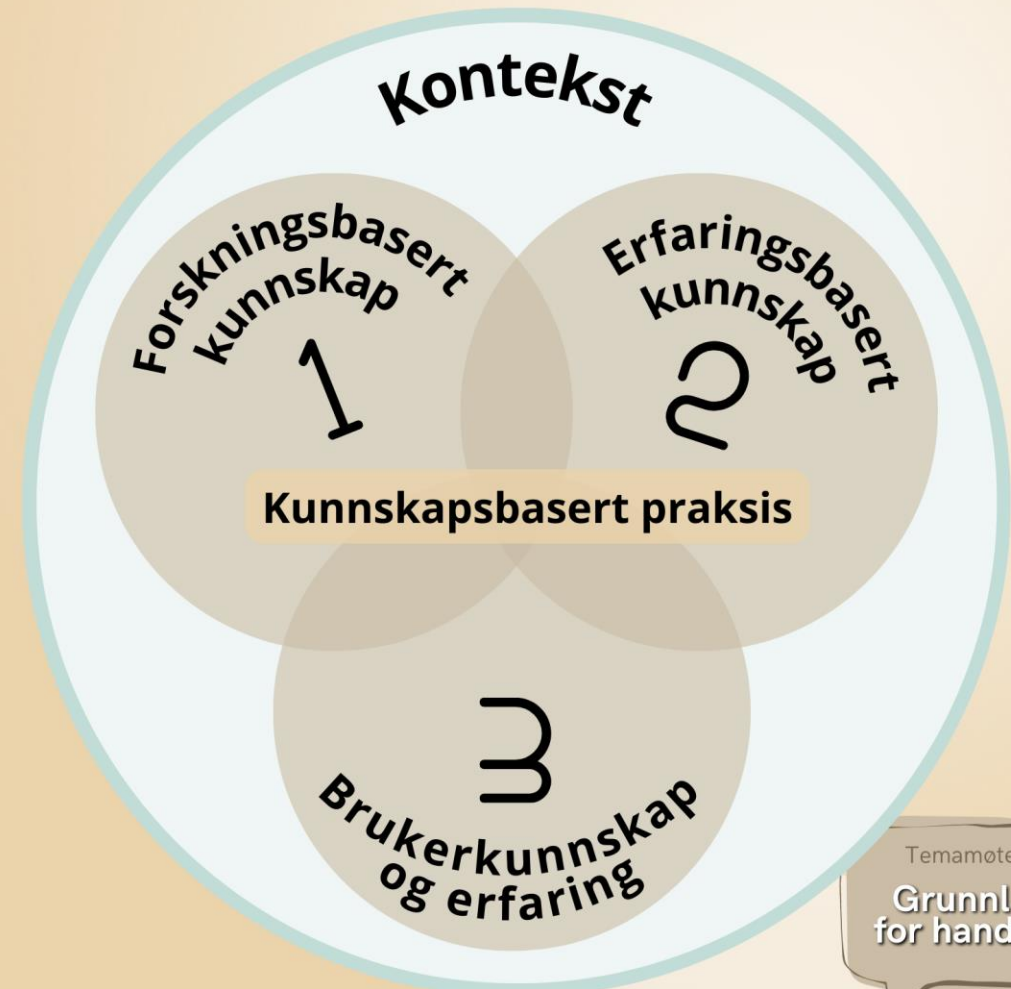 Kontekst
Forskningsbasert
kunnskap
1
Erfaringsbasert
kunnskap
2
Kunnskapsbasert praksis
3
Brukerkunnskap
og erfaring
Temamøte